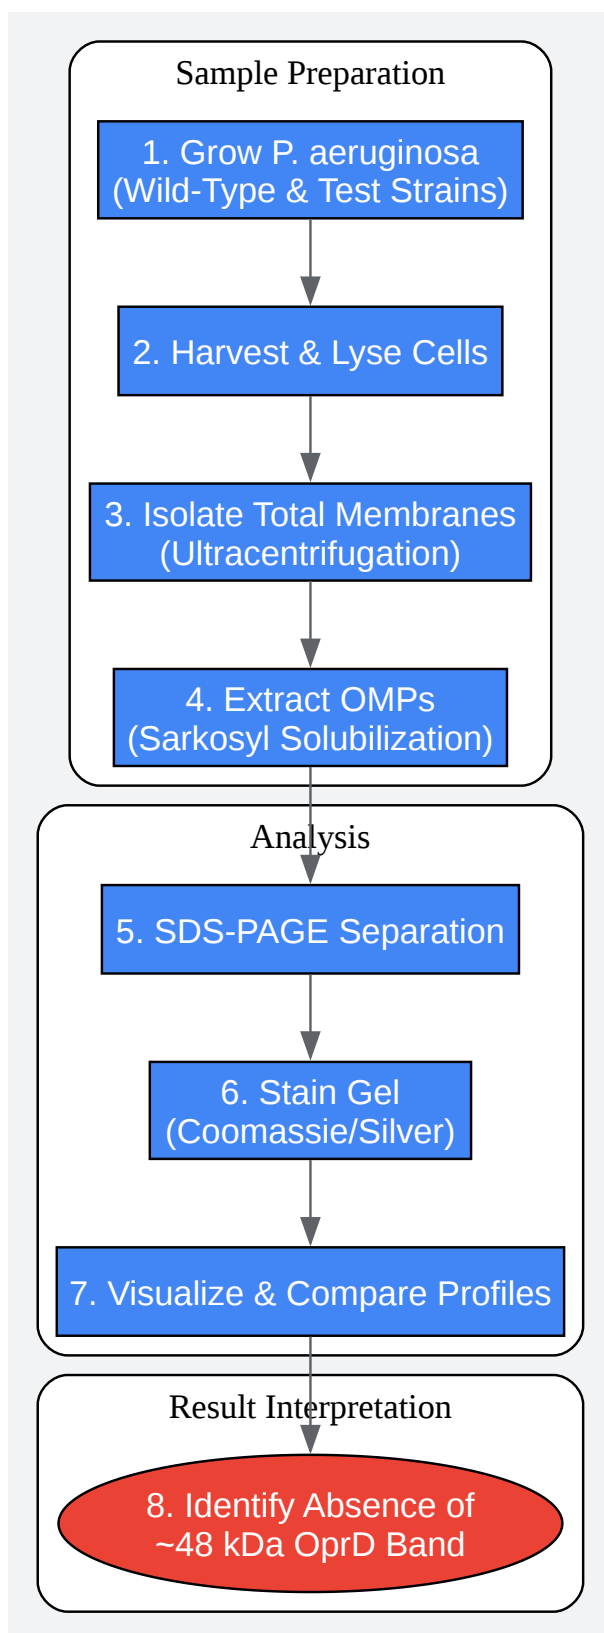 Sample Preparation
1. Grow P. aeruginosa
(Wild-Type & Test Strains)
2. Harvest & Lyse Cells
3. Isolate Total Membranes
(Ultracentrifugation)
4. Extract OMPs
(Sarkosyl Solubilization)
Analysis
5. SDS-PAGE Separation
6. Stain Gel
(Coomassie/Silver)
7. Visualize & Compare Profiles
Result Interpretation
8. Identify Absence of
~48 kDa OprD Band